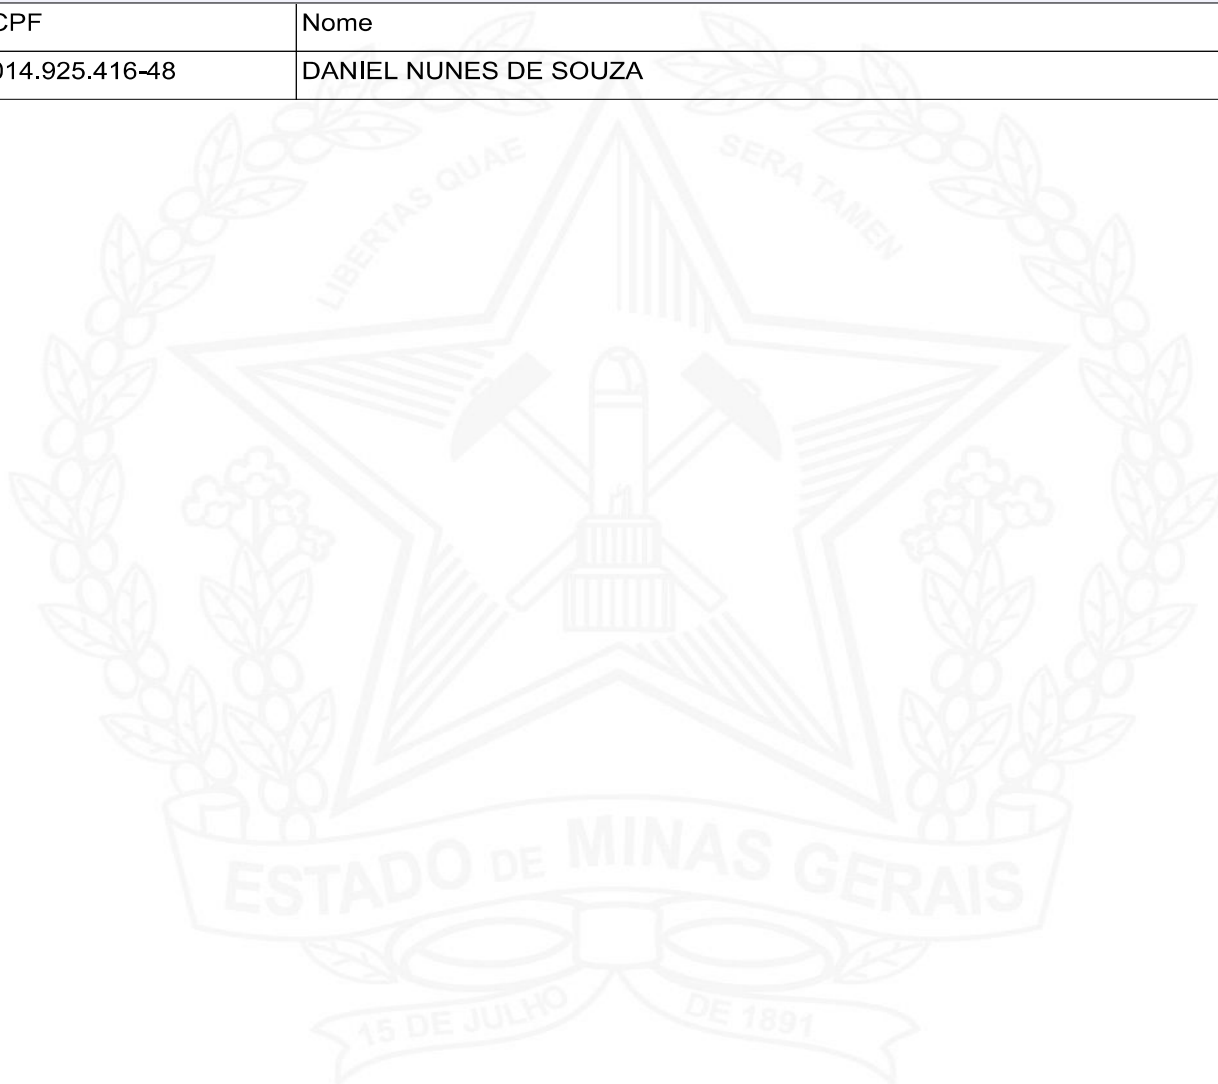 CPF Nome
014.925.416-48 DANIEL NUNES DE SOUZA
LIBERTAS QUAE SERA TAMEN
ESTADO DE MINAS GERAIS
15 DE JULHO DE 1891